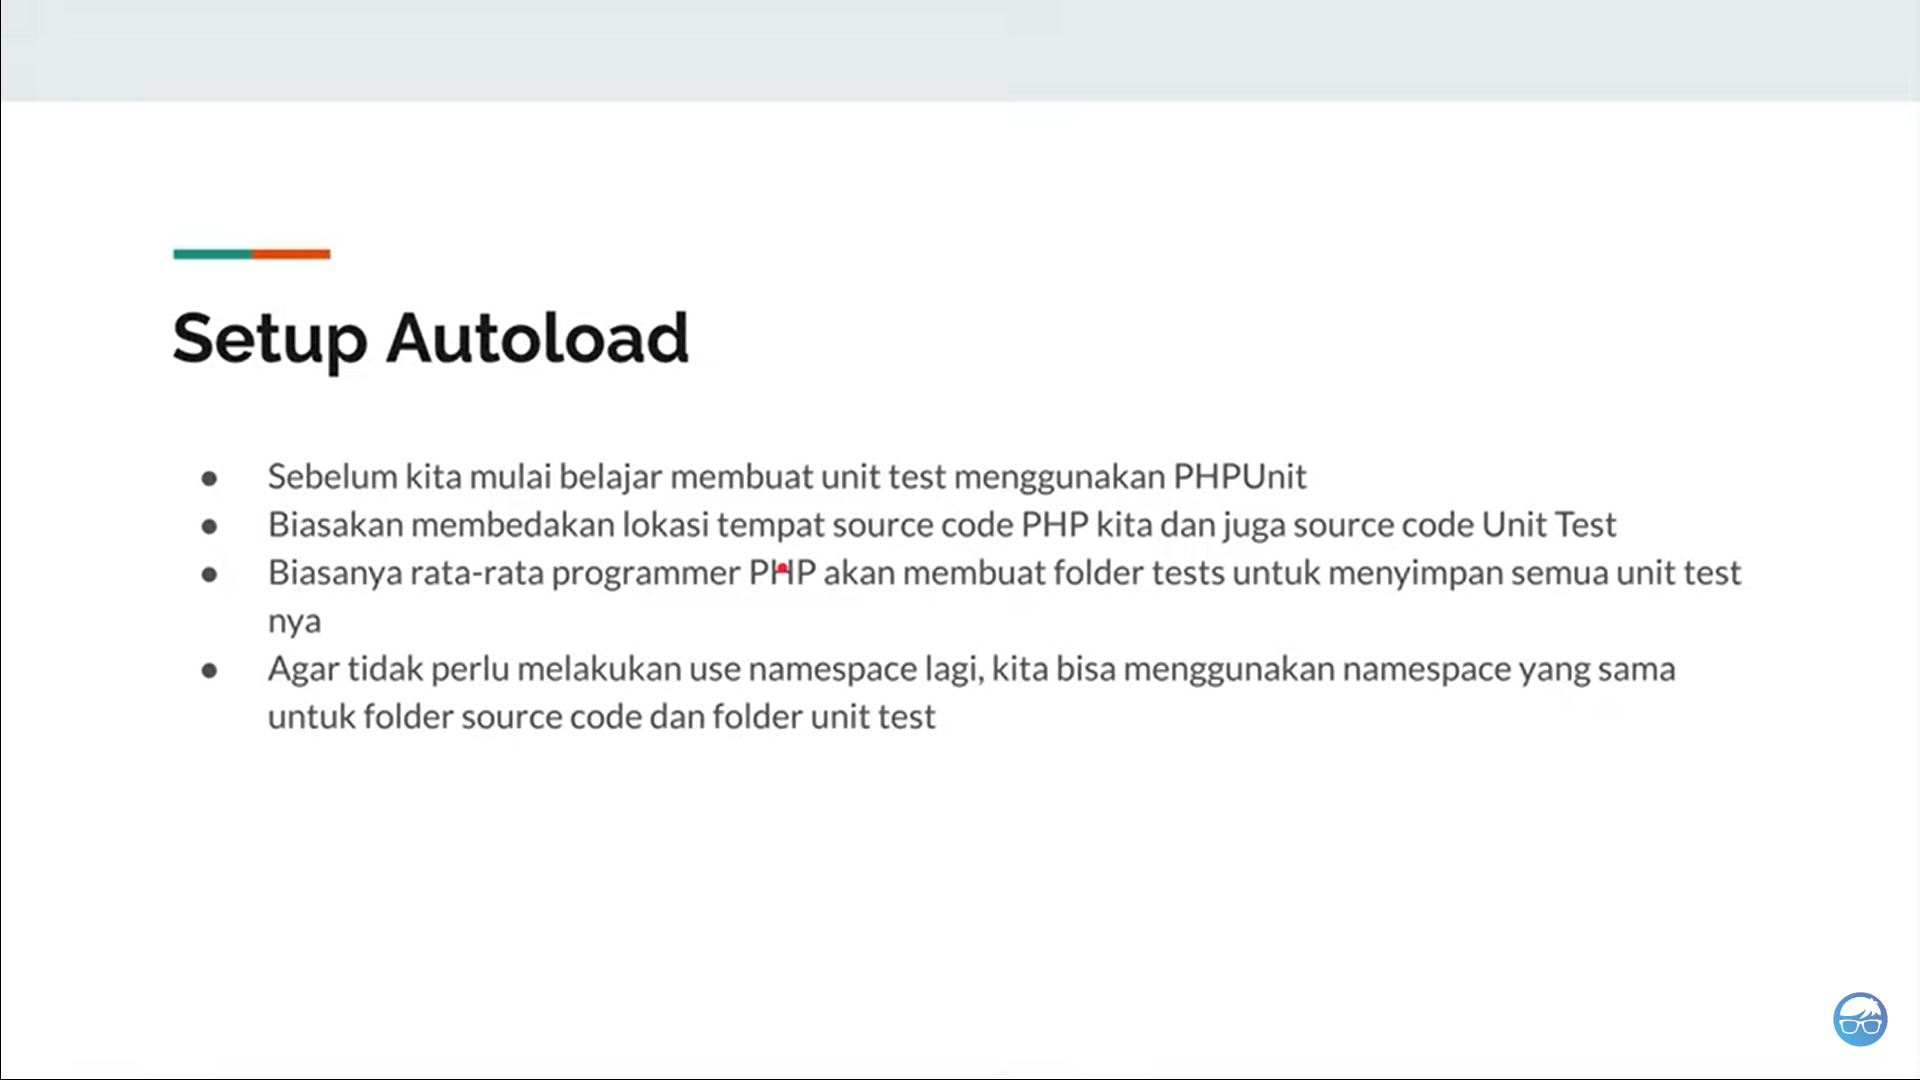 Setup Autoload
● Sebelum kita mulai belajar membuat unit test menggunakan PHPUnit
● Biasakan membedakan lokasi tempat source code PHP kita dan juga source code Unit Test
● Biasanya rata-rata programmer PHP akan membuat folder tests untuk menyimpan semua unit test
nya
● Agar tidak perlu melakukan use namespace lagi, kita bisa menggunakan namespace yang sama
untuk folder source code dan folder unit test